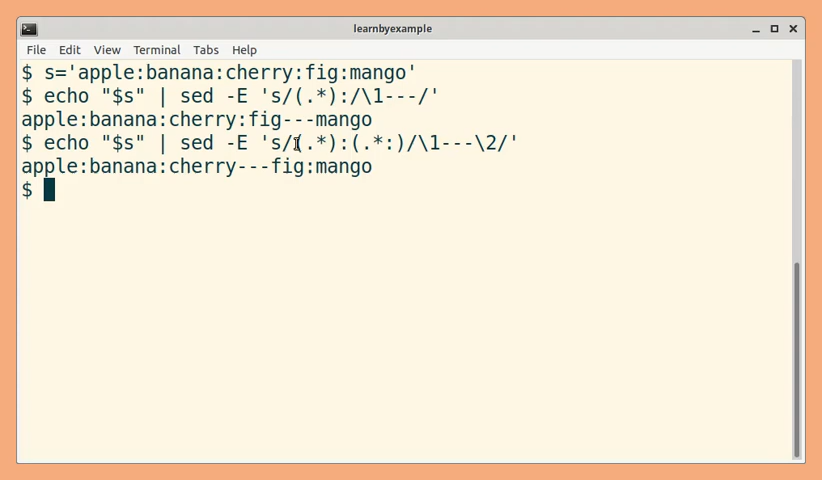 learnbyexample
File Edit View Terminal Tabs Help
$ s='apple:banana:cherry:fig:mango'
$ echo "$s" | sed -E 's/(.*):/\1---/'
apple:banana:cherry:fig---mango
$ echo "$s" | sed -E 's/(.*):(.*:)/\1---\2/'
apple:banana:cherry---fig:mango
$